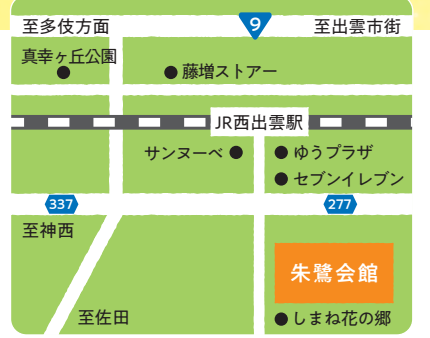 至多伎方面
9
至出雲市街
真幸ヶ丘公園
藤増ストアー
JR西出雲駅
サンヌーベ
ゆうプラザ
セブンイレブン
337
277
至神西
朱鷺会館
至佐田
しまね花の郷